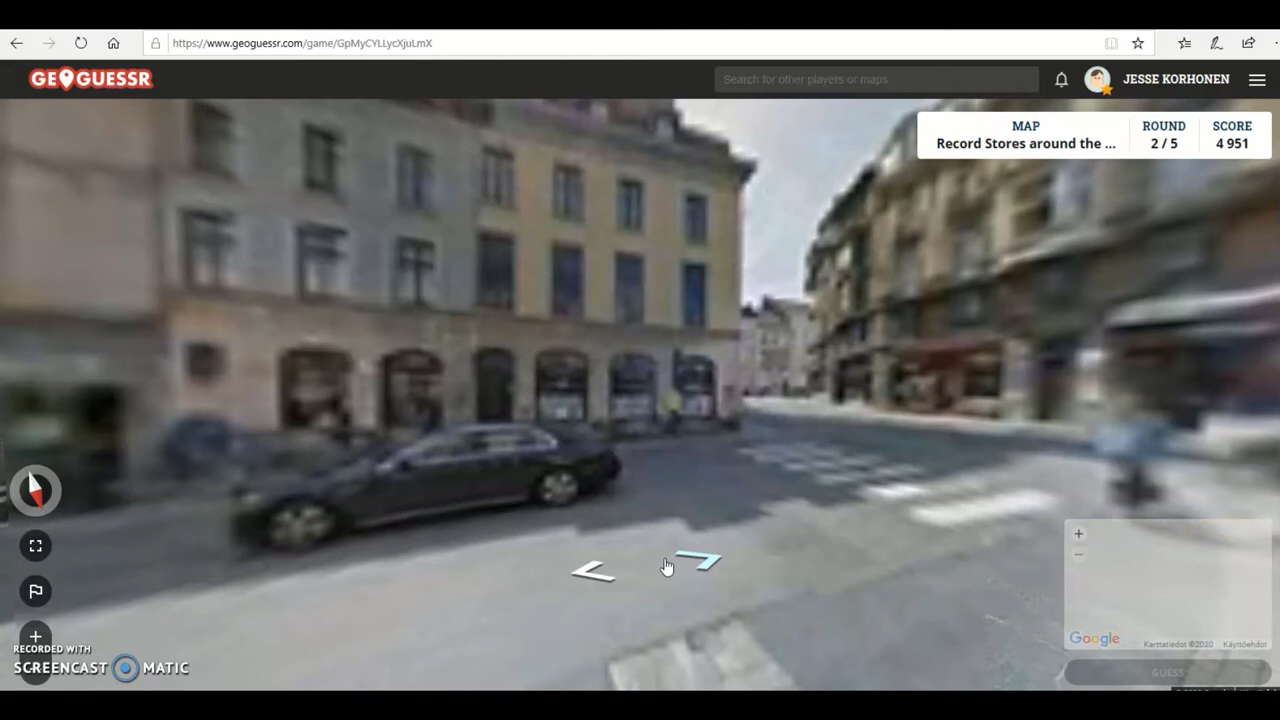 https://www.geoguessr.com/game/GpMyCYLLycXjuLmX
GEOGUESSR
Search for other players or maps
JESSE KORHONEN
MAP
ROUND
SCORE
Record Stores around the ...
2 / 5
4 951
+
−
Google
Karttatiedot ©2020
Käyttöehdot
GUESS
+
RECORDED WITH
SCREENCAST MATIC